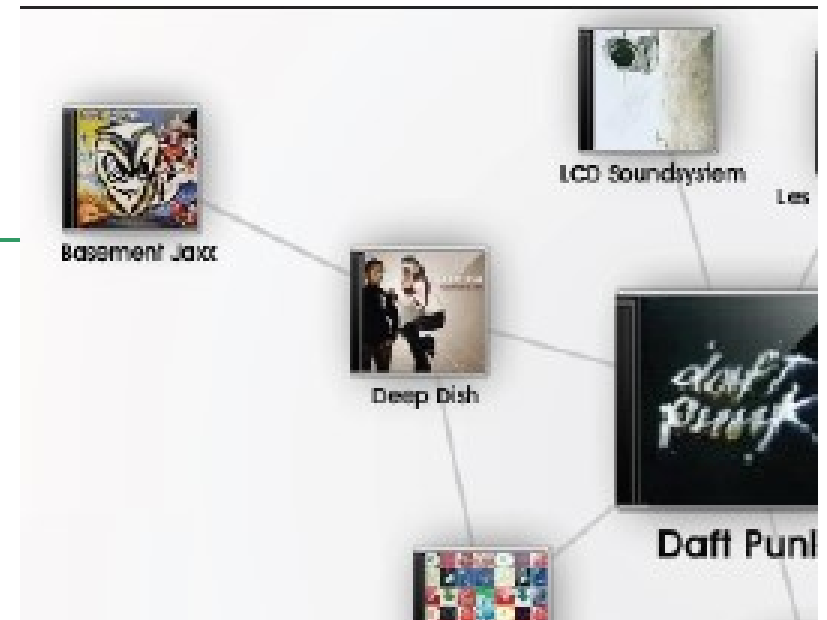 LCD Soundsystem
Les
Basement Jaxx
Deep Dish
daft
punk
Daft Punk